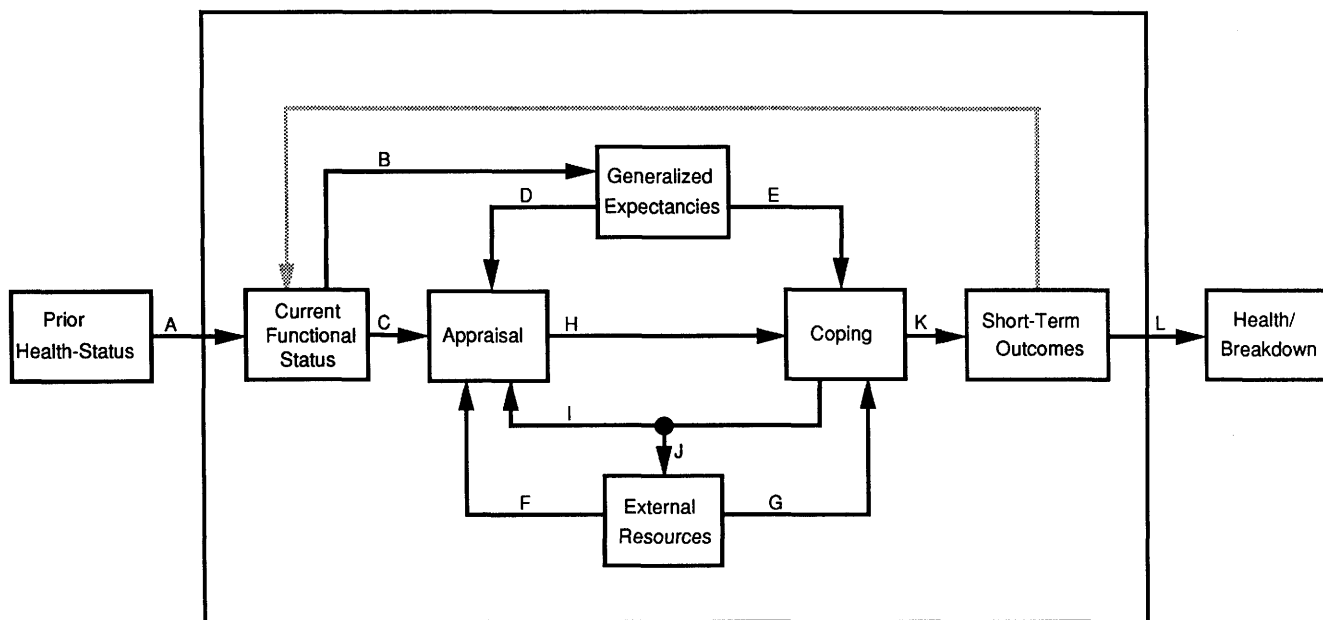 B
Generalized
Expectancies
D
E
Prior
Health-Status
A
Current
Functional
Status
C
Appraisal
H
Coping
K
Short-Term
Outcomes
L
Health/
Breakdown
I
J
F
External
Resources
G